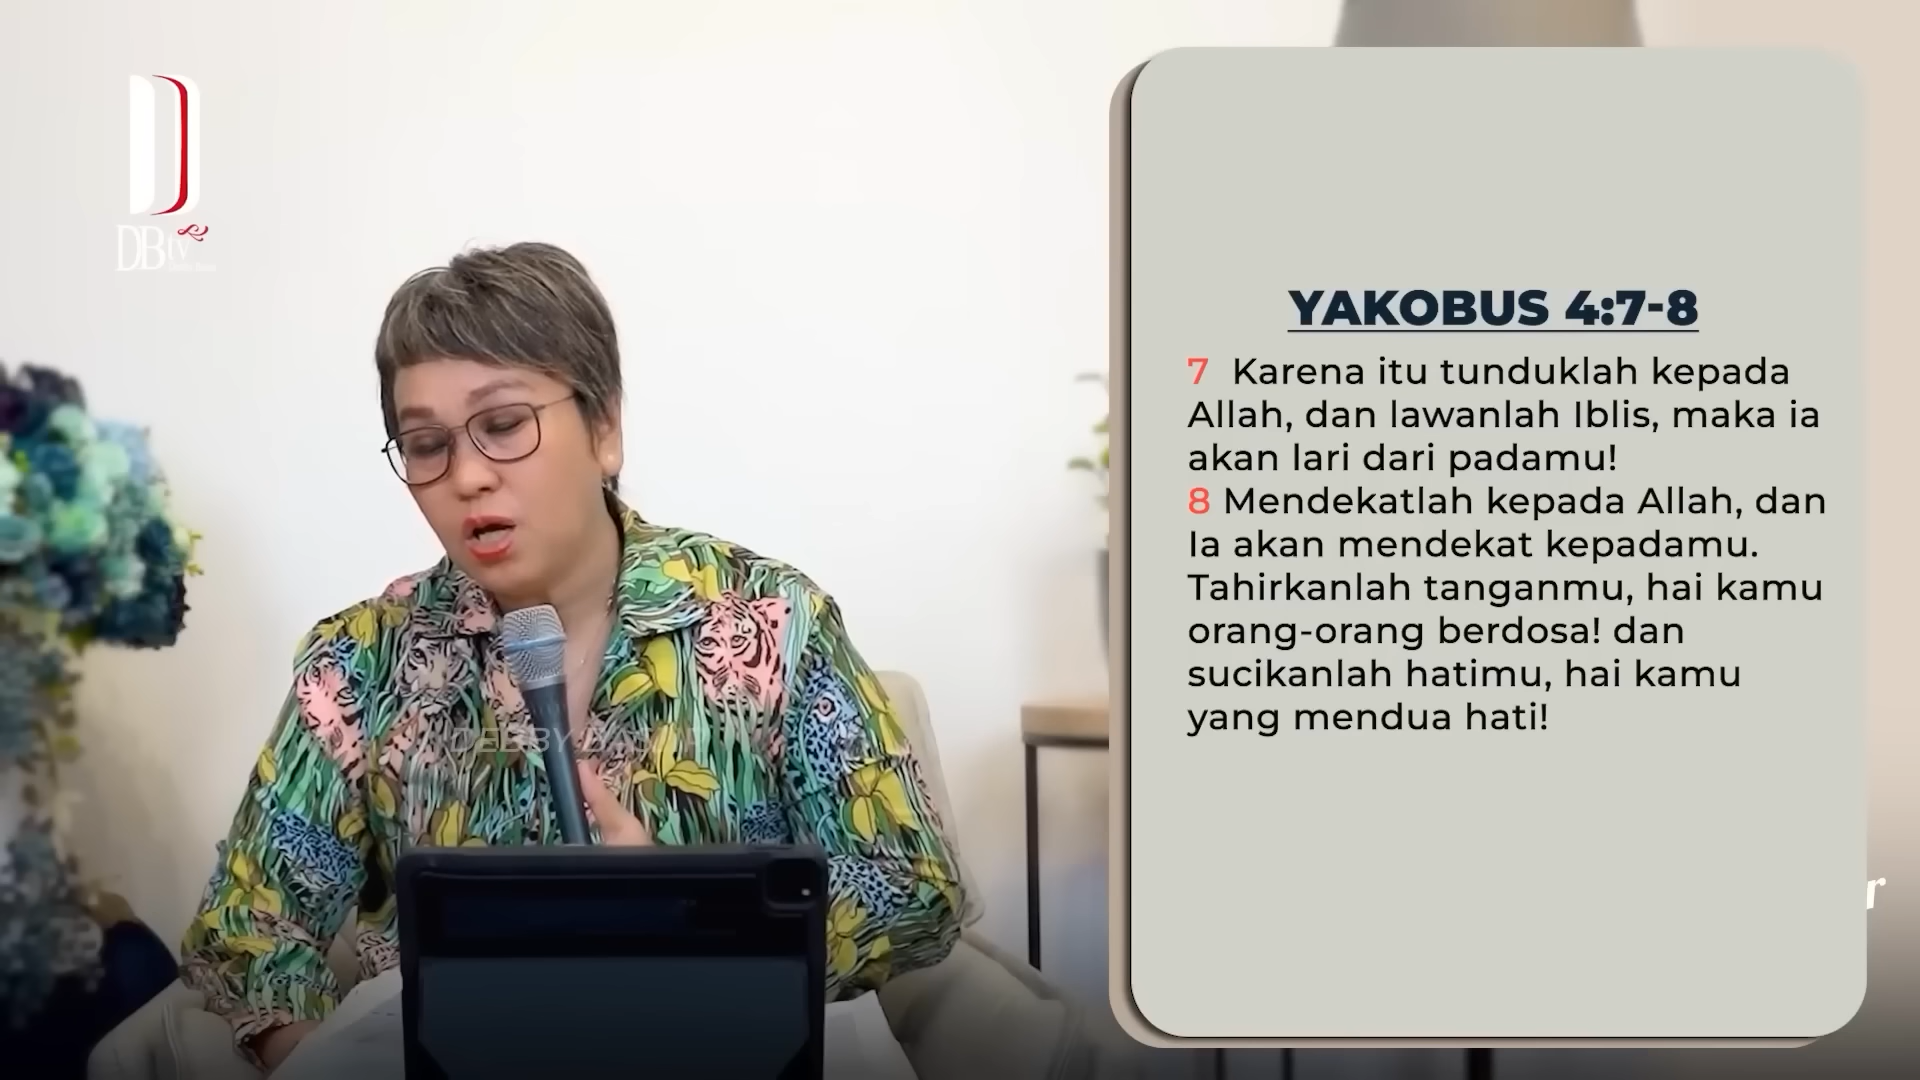 DBtv
YAKOBUS 4:7-8
7 Karena itu tunduklah kepada
Allah, dan lawanlah Iblis, maka ia
akan lari dari padamu!
8 Mendekatlah kepada Allah, dan
Ia akan mendekat kepadamu.
Tahirkanlah tanganmu, hai kamu
orang-orang berdosa! dan
sucikanlah hatimu, hai kamu
yang mendua hati!
DEBBY
r